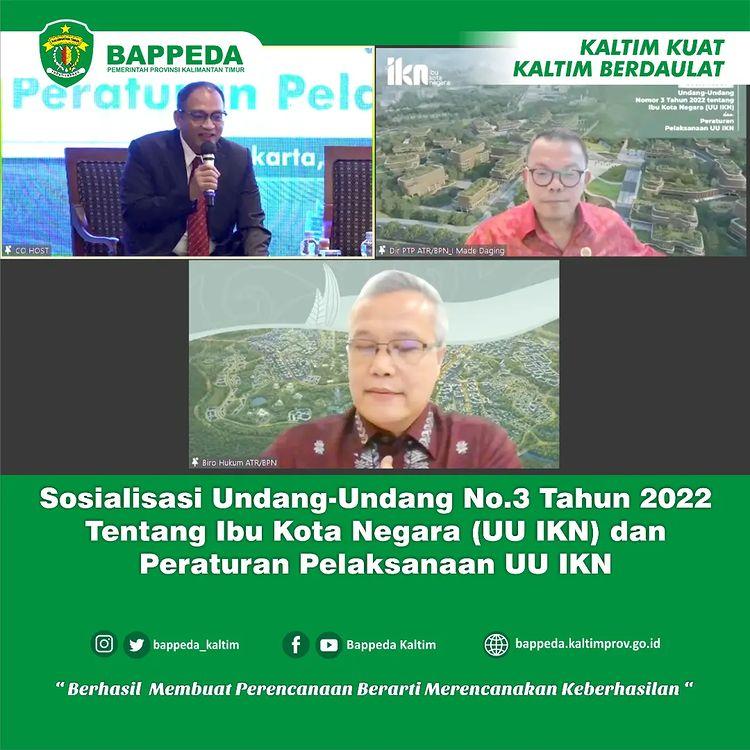 BAPPEDA
PEMERINTAH PROVINSI KALIMANTAN TIMUR
KALTIM KUAT
KALTIM BERDAULAT
Peraturan Pela
karta,
CO HOST
ikn ibu kota negara
Undang-Undang
Nomor 3 Tahun 2022 tentang
Ibu Kota Negara (UU IKN)
dan
Peraturan
Pelaksanaan UU IKN
Dir PTP ATR/BPN_I Made Daging
Biro Hukum ATR/BPN
Sosialisasi Undang-Undang No.3 Tahun 2022
Tentang Ibu Kota Negara (UU IKN) dan
Peraturan Pelaksanaan UU IKN
bappeda_kaltim
Bappeda Kaltim
bappeda.kaltimprov.go.id
“ Berhasil Membuat Perencanaan Berarti Merencanakan Keberhasilan “